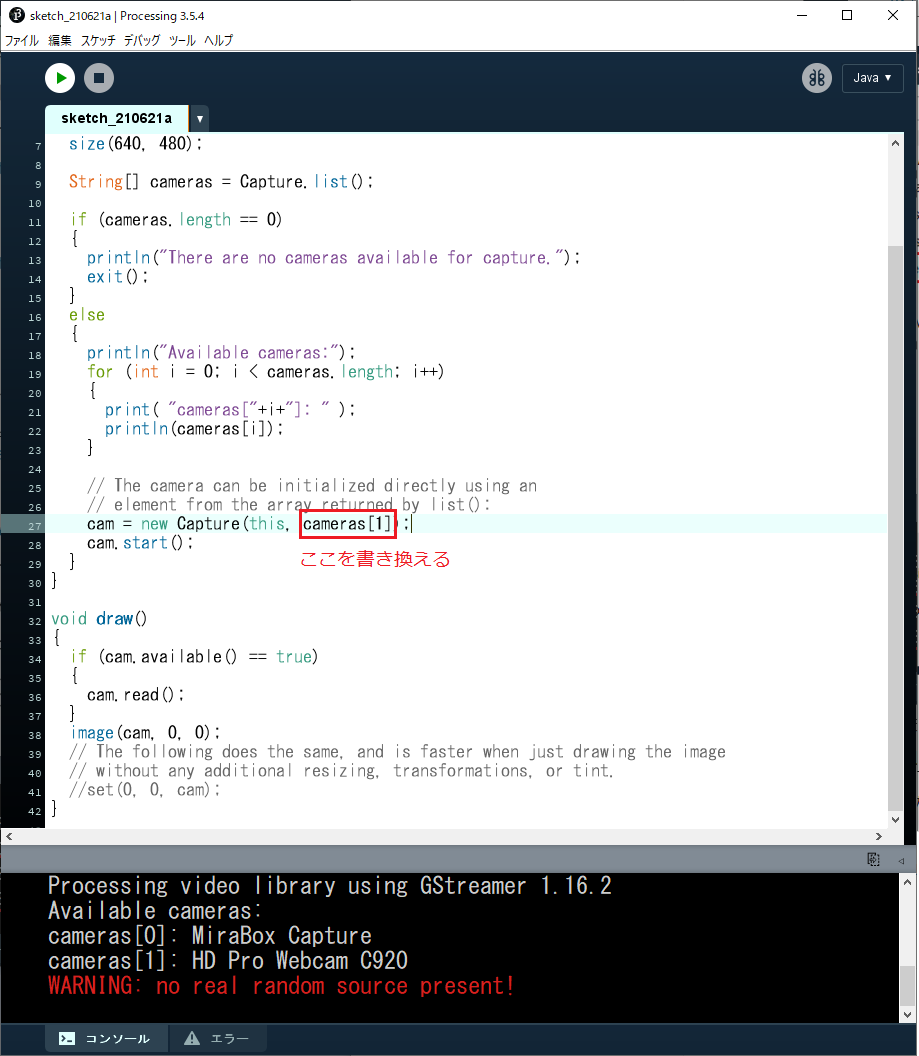 sketch_210621a | Processing 3.5.4
ファイル 編集 スケッチ デバッグ ツール ヘルプ
Java ▼
sketch_210621a ▼
7 size(640, 480);
8
9 String[] cameras = Capture.list();
10
11 if (cameras.length == 0)
12 {
13 println("There are no cameras available for capture.");
14 exit();
15 }
16 else
17 {
18 println("Available cameras:");
19 for (int i = 0; i < cameras.length; i++)
20 {
21 print( "cameras["+i+"]: " );
22 println(cameras[i]);
23 }
24
25 // The camera can be initialized directly using an
26 // element from the array returned by list():
27 cam = new Capture(this, cameras[1]);
28 cam.start();
ここを書き換える
29 }
30 }
31
32 void draw()
33 {
34 if (cam.available() == true)
35 {
36 cam.read();
37 }
38 image(cam, 0, 0);
39 // The following does the same, and is faster when just drawing the image
40 // without any additional resizing, transformations, or tint.
41 //set(0, 0, cam);
42 }
Processing video library using GStreamer 1.16.2
Available cameras:
cameras[0]: MiraBox Capture
cameras[1]: HD Pro Webcam C920
WARNING: no real random source present!
コンソール エラー